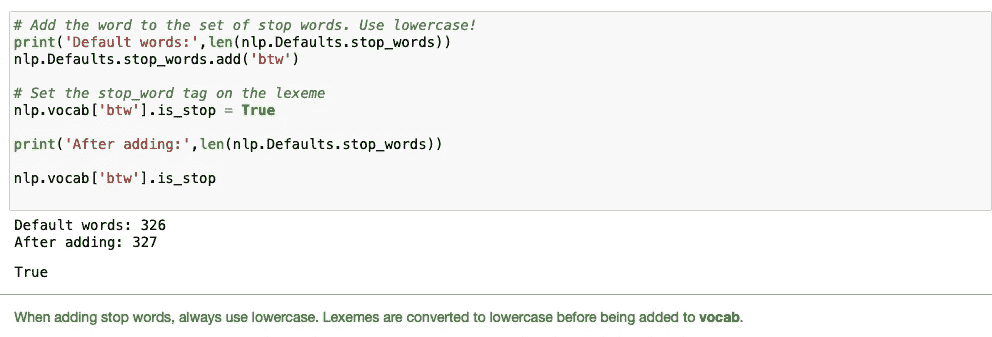 # Add the word to the set of stop words. Use lowercase!
print('Default words:',len(nlp.Defaults.stop_words))
nlp.Defaults.stop_words.add('btw')
# Set the stop_word tag on the lexeme
nlp.vocab['btw'].is_stop = True
print('After adding:',len(nlp.Defaults.stop_words))
nlp.vocab['btw'].is_stop
Default words: 326
After adding: 327
True
When adding stop words, always use lowercase. Lexemes are converted to lowercase before being added to vocab.